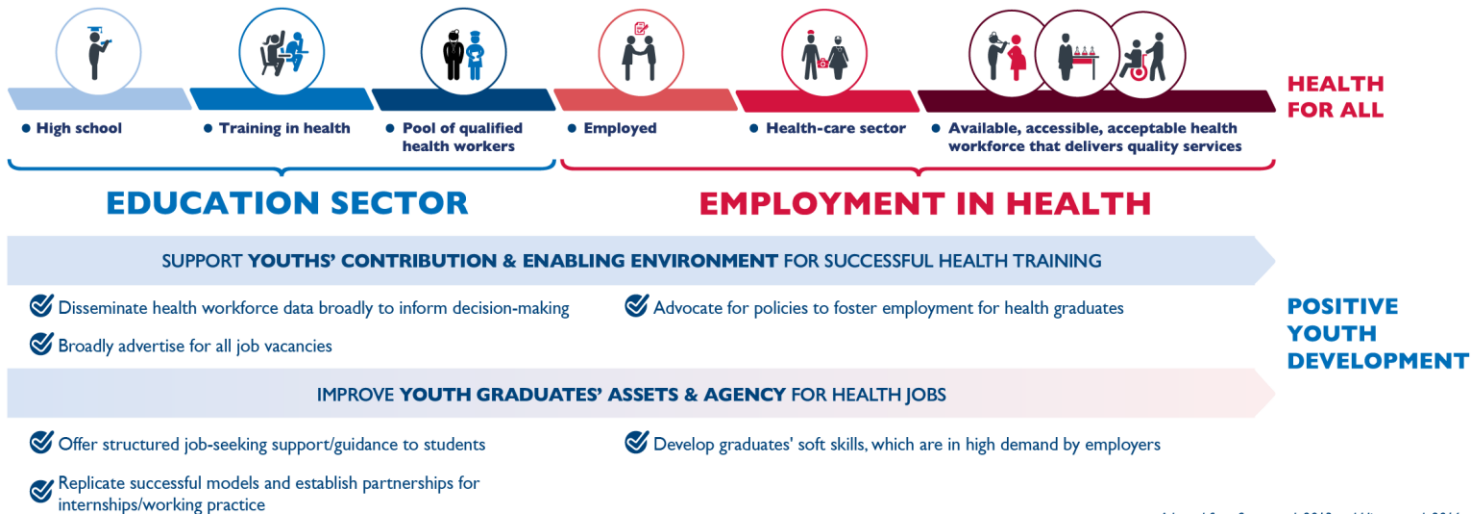 HEALTH
FOR ALL
• High school
• Training in health
• Pool of qualified
health workers
• Employed
• Health-care sector
• Available, accessible, acceptable health
workforce that delivers quality services
EDUCATION SECTOR
EMPLOYMENT IN HEALTH
SUPPORT YOUTHS' CONTRIBUTION & ENABLING ENVIRONMENT FOR SUCCESSFUL HEALTH TRAINING
Disseminate health workforce data broadly to inform decision-making
Advocate for policies to foster employment for health graduates
Broadly advertise for all job vacancies
POSITIVE
YOUTH
DEVELOPMENT
IMPROVE YOUTH GRADUATES' ASSETS & AGENCY FOR HEALTH JOBS
Offer structured job-seeking support/guidance to students
Develop graduates' soft skills, which are in high demand by employers
Replicate successful models and establish partnerships for
internships/working practice